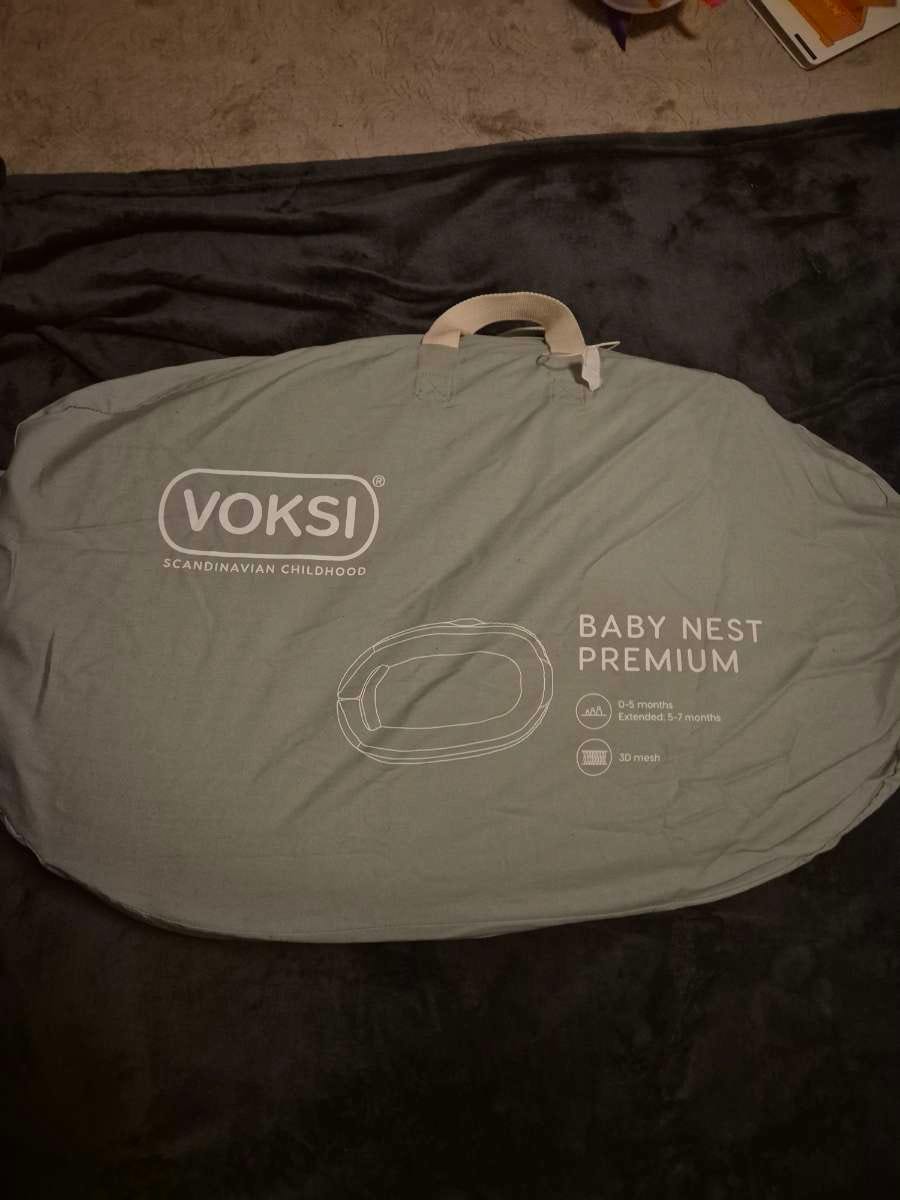 VOKSI®
SCANDINAVIAN CHILDHOOD
BABY NEST
PREMIUM
0-5 months
Extended: 5-7 months
3D mesh